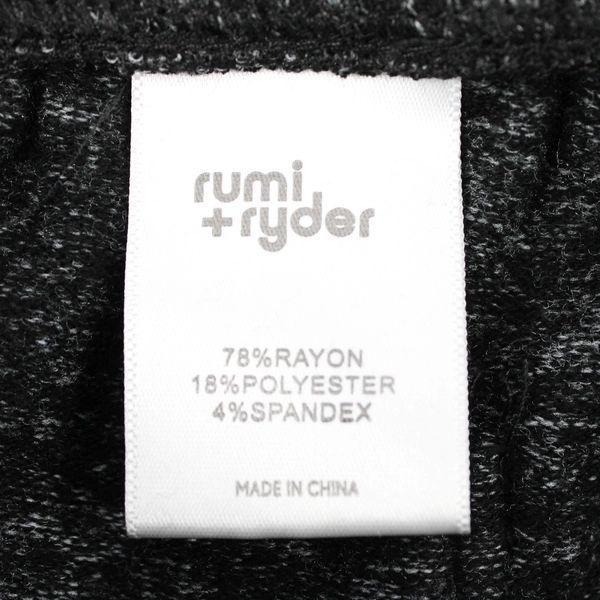 rumi
+ryder
78%RAYON
18%POLYESTER
4%SPANDEX
MADE IN CHINA